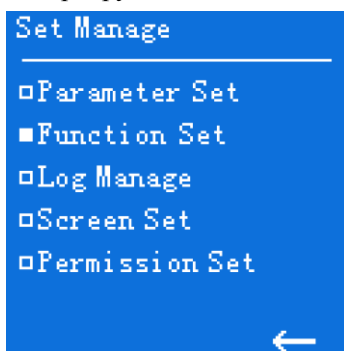 Set Manage
Parameter Set
Function Set
Log Manage
Screen Set
Permission Set